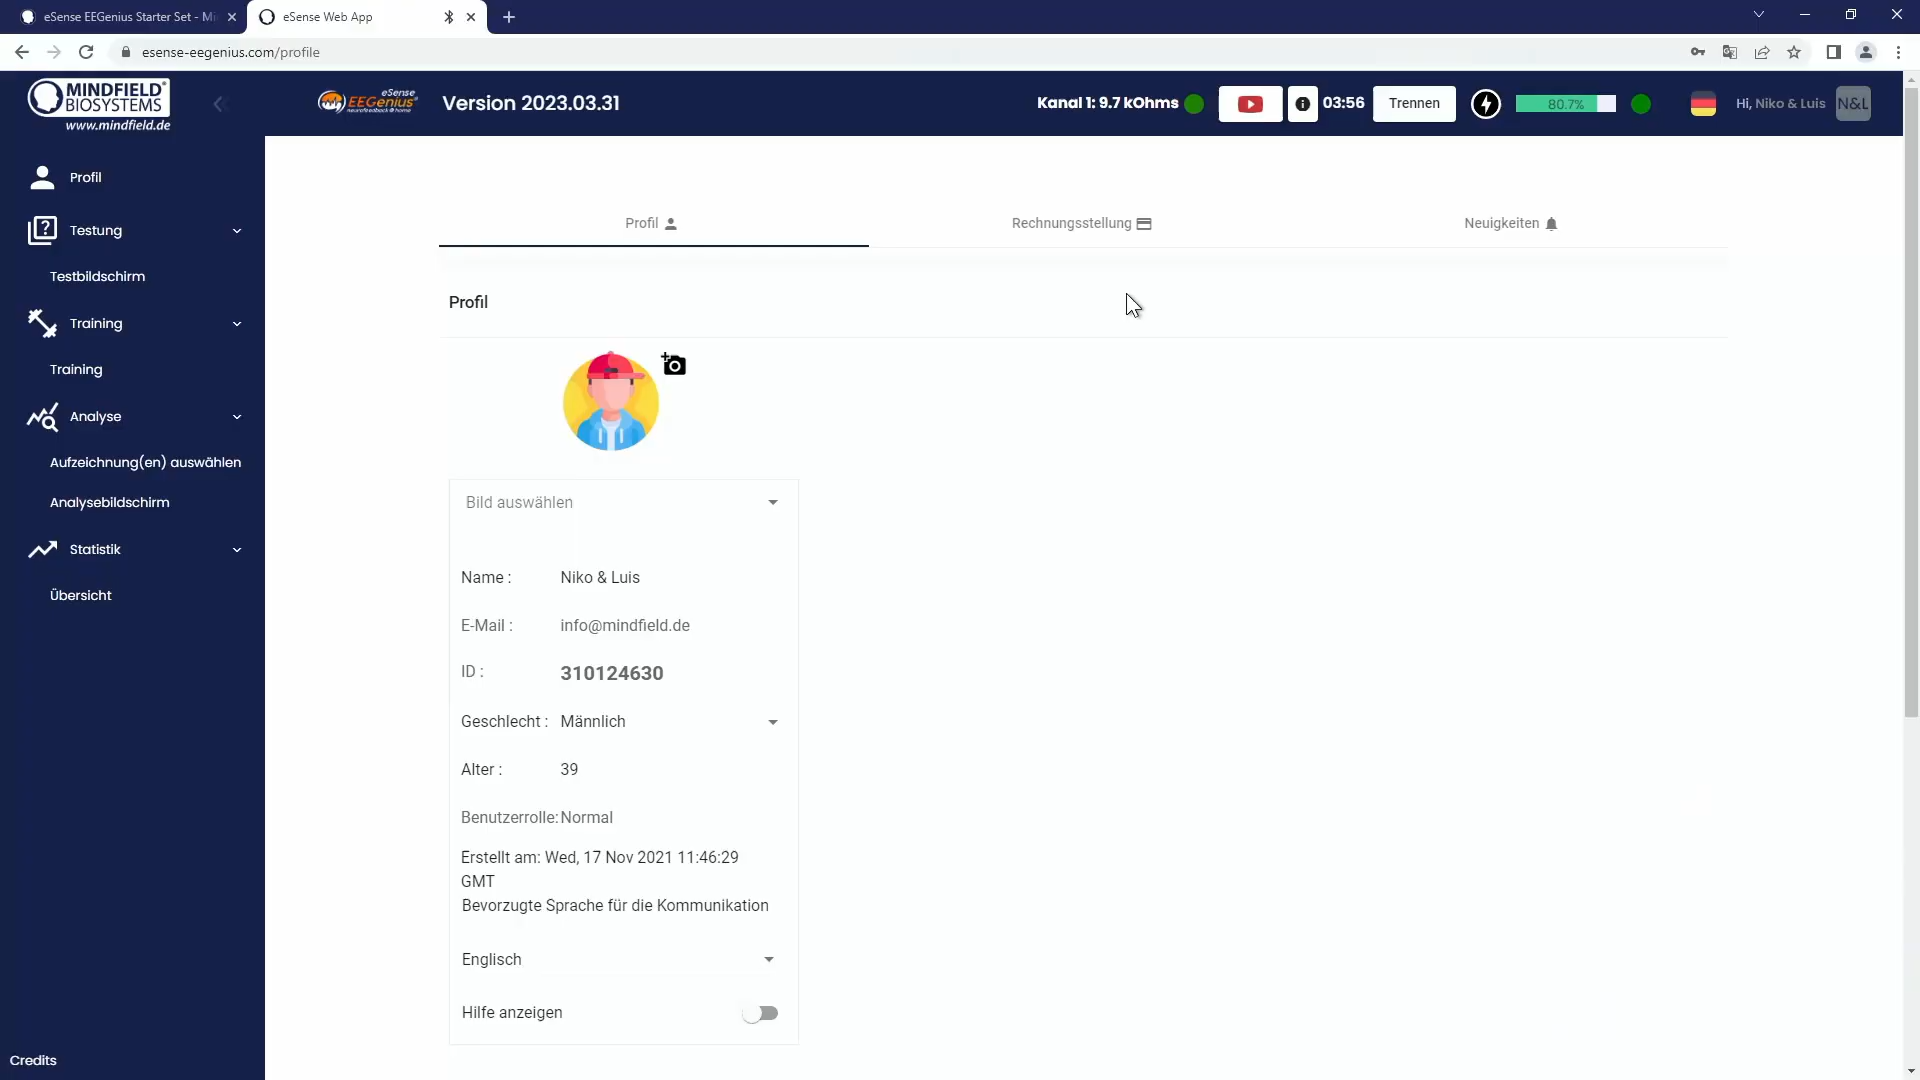 eSense EEGenius Starter Set - Mi
eSense Web App
esense-eegenius.com/profile
MINDFIELD®
BIOSYSTEMS
www.mindfield.de
eSense
EEGenius®
neurofeedback @ home
Version 2023.03.31
Kanal 1: 9.7 kOhms
03:56
Trennen
80.7%
Hi, Niko & Luis
N&L
Profil
Testung
Testbildschirm
Training
Training
Analyse
Aufzeichnung(en) auswählen
Analysebildschirm
Statistik
Übersicht
Credits
Profil
Rechnungsstellung
Neuigkeiten
Profil
Bild auswählen
Name : Niko & Luis
E-Mail : info@mindfield.de
ID : 310124630
Geschlecht : Männlich
Alter : 39
Benutzerrolle: Normal
Erstellt am: Wed, 17 Nov 2021 11:46:29
GMT
Bevorzugte Sprache für die Kommunikation
Englisch
Hilfe anzeigen